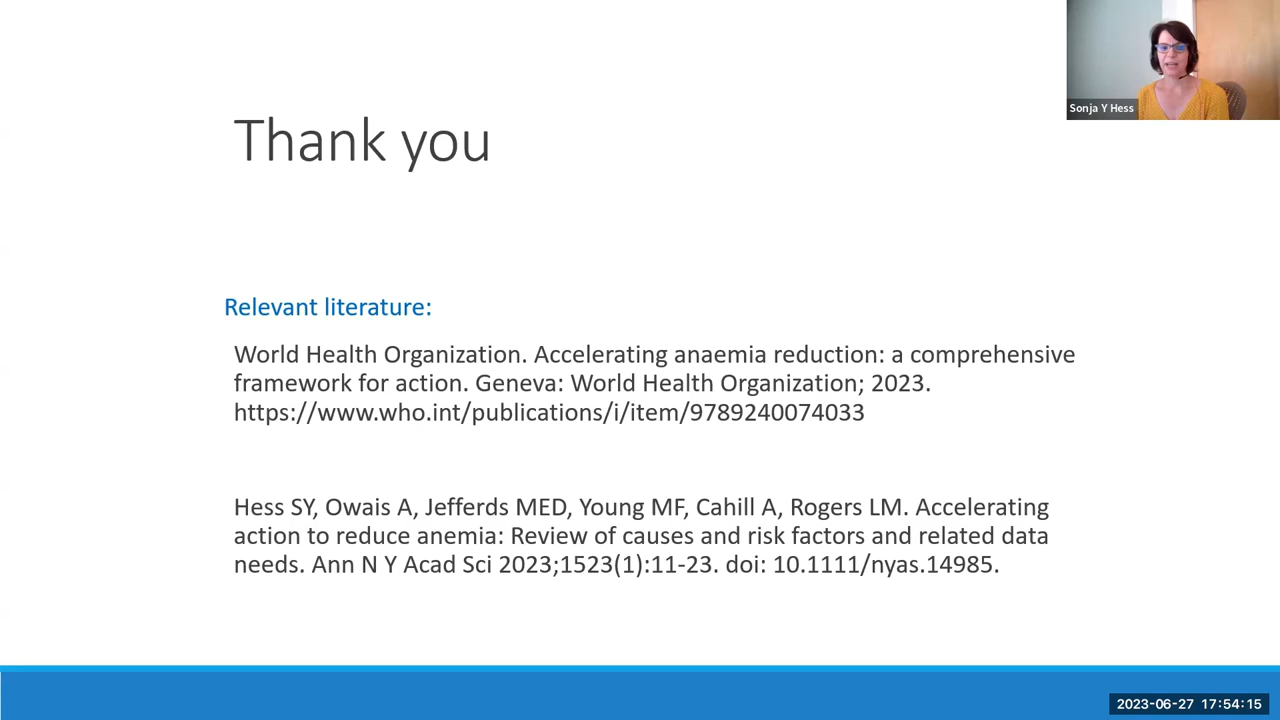 Sonja Y Hess
Thank you
Relevant literature:
World Health Organization. Accelerating anaemia reduction: a comprehensive
framework for action. Geneva: World Health Organization; 2023.
https://www.who.int/publications/i/item/9789240074033
Hess SY, Owais A, Jefferds MED, Young MF, Cahill A, Rogers LM. Accelerating
action to reduce anemia: Review of causes and risk factors and related data
needs. Ann N Y Acad Sci 2023;1523(1):11-23. doi: 10.1111/nyas.14985.
2023-06-27 17:54:15